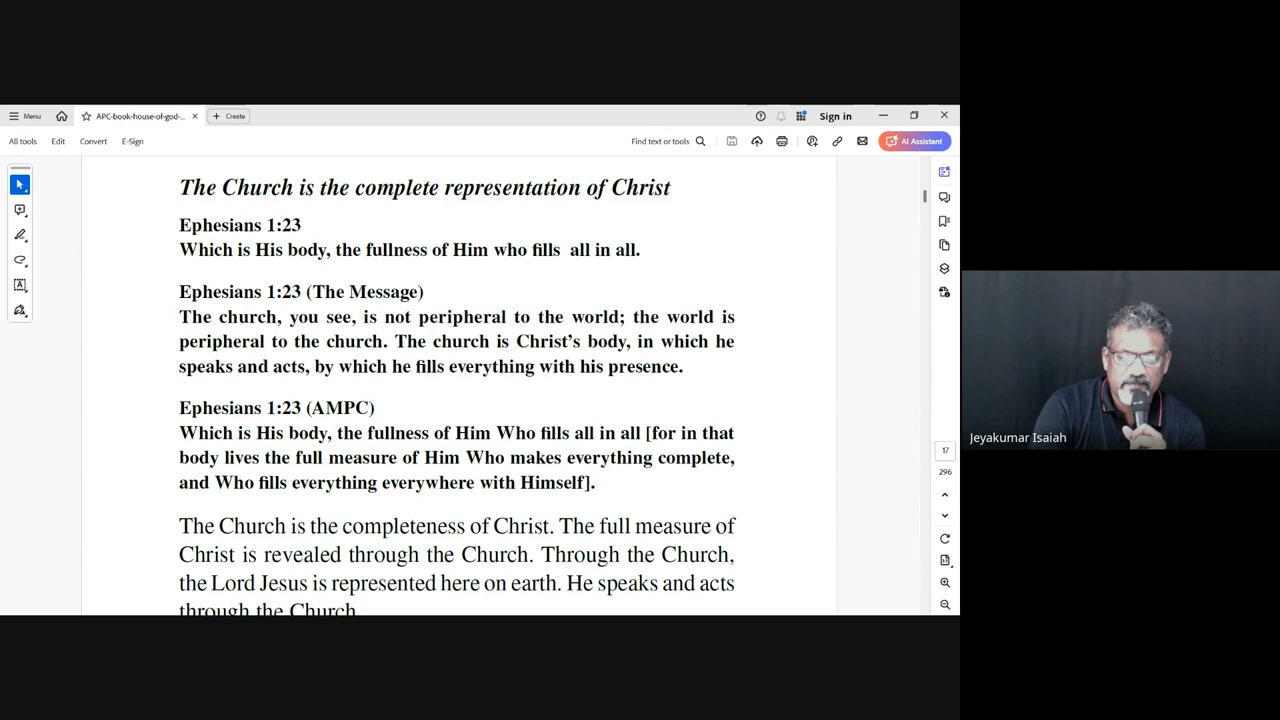 Menu
APC-book-house-of-god-...
Create
Sign in
All tools
Edit
Convert
E-Sign
Find text or tools
AI Assistant
The Church is the complete representation of Christ
Ephesians 1:23
Which is His body, the fullness of Him who fills all in all.
Ephesians 1:23 (The Message)
The church, you see, is not peripheral to the world; the world is
peripheral to the church. The church is Christ's body, in which he
speaks and acts, by which he fills everything with his presence.
Ephesians 1:23 (AMPC)
Which is His body, the fullness of Him Who fills all in all [for in that
body lives the full measure of Him Who makes everything complete,
and Who fills everything everywhere with Himself].
The Church is the completeness of Christ. The full measure of
Christ is revealed through the Church. Through the Church,
the Lord Jesus is represented here on earth. He speaks and acts
through the Church.
17
296
Jeyakumar Isaiah